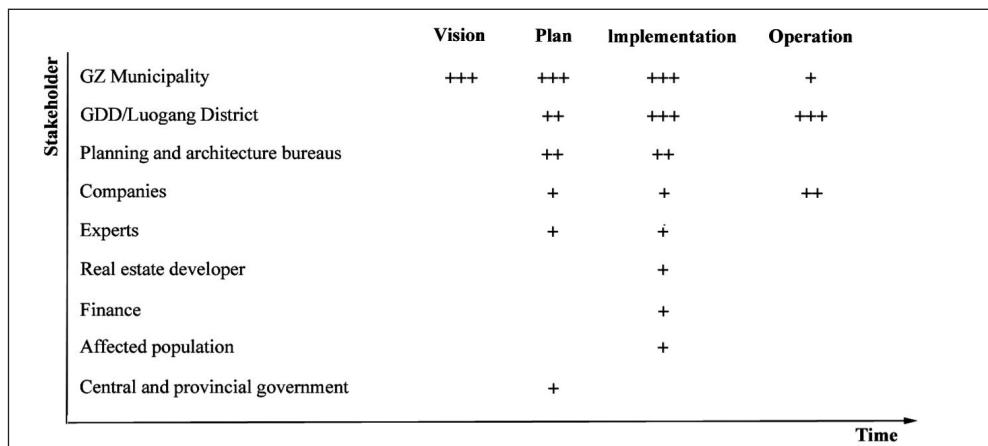 Vision Plan Implementation Operation
Stakeholder
GZ Municipality +++ +++ +++ +
GDD/Luogang District ++ +++ +++
Planning and architecture bureaus ++ ++
Companies + + ++
Experts + +
Real estate developer +
Finance +
Affected population +
Central and provincial government +
Time